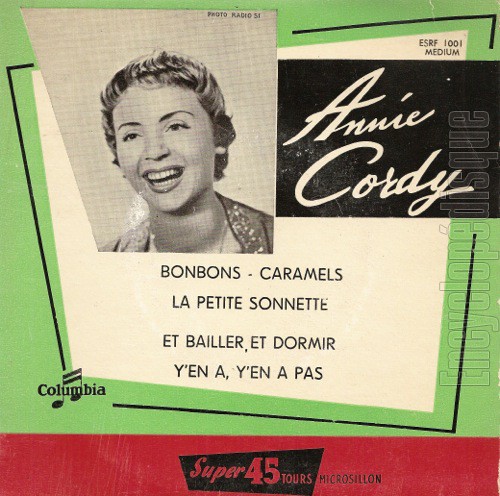 PHOTO RADIO 51
ESRF 1001
MEDIUM
Annie
Cordy
BONBONS - CARAMELS
LA PETITE SONNETTE
ET BAILLER, ET DORMIR
Y'EN A, Y'EN A PAS
Columbia
Super 45 TOURS MICROSILLON
Encyclopédisque